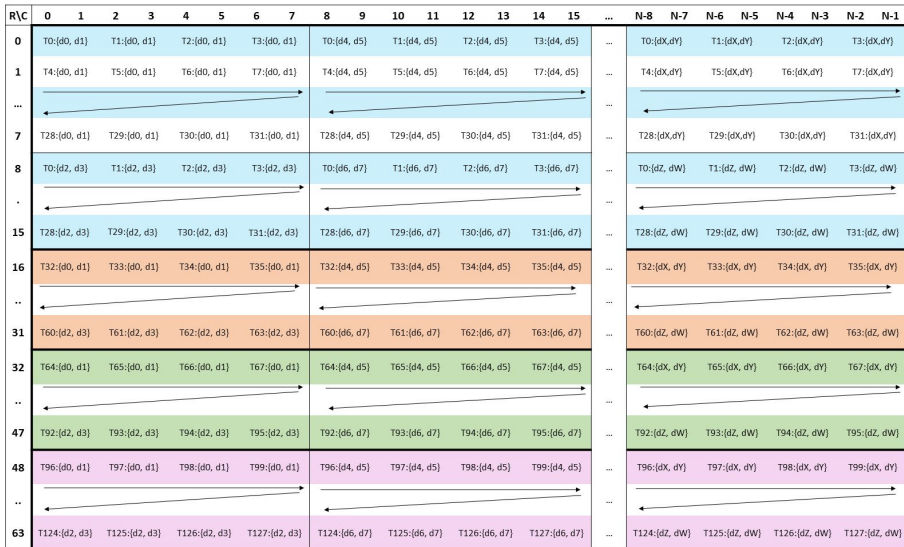 R\C 0 1 2 3 4 5 6 7 8 9 10 11 12 13 14 15 ... N-8 N-7 N-6 N-5 N-4 N-3 N-2 N-1
0 T0:{d0, d1} T1:{d0, d1} T2:{d0, d1} T3:{d0, d1} T0:{d4, d5} T1:{d4, d5} T2:{d4, d5} T3:{d4, d5} ... T0:{dX,dY} T1:{dX,dY} T2:{dX,dY} T3:{dX,dY}
1 T4:{d0, d1} T5:{d0, d1} T6:{d0, d1} T7:{d0, d1} T4:{d4, d5} T5:{d4, d5} T6:{d4, d5} T7:{d4, d5} ... T4:{dX,dY} T5:{dX,dY} T6:{dX,dY} T7:{dX,dY}
... ...
7 T28:{d0, d1} T29:{d0, d1} T30:{d0, d1} T31:{d0, d1} T28:{d4, d5} T29:{d4, d5} T30:{d4, d5} T31:{d4, d5} ... T28:{dX,dY} T29:{dX,dY} T30:{dX,dY} T31:{dX,dY}
8 T0:{d2, d3} T1:{d2, d3} T2:{d2, d3} T3:{d2, d3} T0:{d6, d7} T1:{d6, d7} T2:{d6, d7} T3:{d6, d7} ... T0:{dZ, dW} T1:{dZ, dW} T2:{dZ, dW} T3:{dZ, dW}
. ...
15 T28:{d2, d3} T29:{d2, d3} T30:{d2, d3} T31:{d2, d3} T28:{d6, d7} T29:{d6, d7} T30:{d6, d7} T31:{d6, d7} ... T28:{dZ, dW} T29:{dZ, dW} T30:{dZ, dW} T31:{dZ, dW}
16 T32:{d0, d1} T33:{d0, d1} T34:{d0, d1} T35:{d0, d1} T32:{d4, d5} T33:{d4, d5} T34:{d4, d5} T35:{d4, d5} ... T32:{dX, dY} T33:{dX, dY} T34:{dX, dY} T35:{dX, dY}
.. ...
31 T60:{d2, d3} T61:{d2, d3} T62:{d2, d3} T63:{d2, d3} T60:{d6, d7} T61:{d6, d7} T62:{d6, d7} T63:{d6, d7} ... T60:{dZ, dW} T61:{dZ, dW} T62:{dZ, dW} T63:{dZ, dW}
32 T64:{d0, d1} T65:{d0, d1} T66:{d0, d1} T67:{d0, d1} T64:{d4, d5} T65:{d4, d5} T66:{d4, d5} T67:{d4, d5} ... T64:{dX, dY} T65:{dX, dY} T66:{dX, dY} T67:{dX, dY}
.. ...
47 T92:{d2, d3} T93:{d2, d3} T94:{d2, d3} T95:{d2, d3} T92:{d6, d7} T93:{d6, d7} T94:{d6, d7} T95:{d6, d7} ... T92:{dZ, dW} T93:{dZ, dW} T94:{dZ, dW} T95:{dZ, dW}
48 T96:{d0, d1} T97:{d0, d1} T98:{d0, d1} T99:{d0, d1} T96:{d4, d5} T97:{d4, d5} T98:{d4, d5} T99:{d4, d5} ... T96:{dX, dY} T97:{dX, dY} T98:{dX, dY} T99:{dX, dY}
.. ...
63 T124:{d2, d3} T125:{d2, d3} T126:{d2, d3} T127:{d2, d3} T124:{d6, d7} T125:{d6, d7} T126:{d6, d7} T127:{d6, d7} ... T124:{dZ, dW} T125:{dZ, dW} T126:{dZ, dW} T127:{dZ, dW}